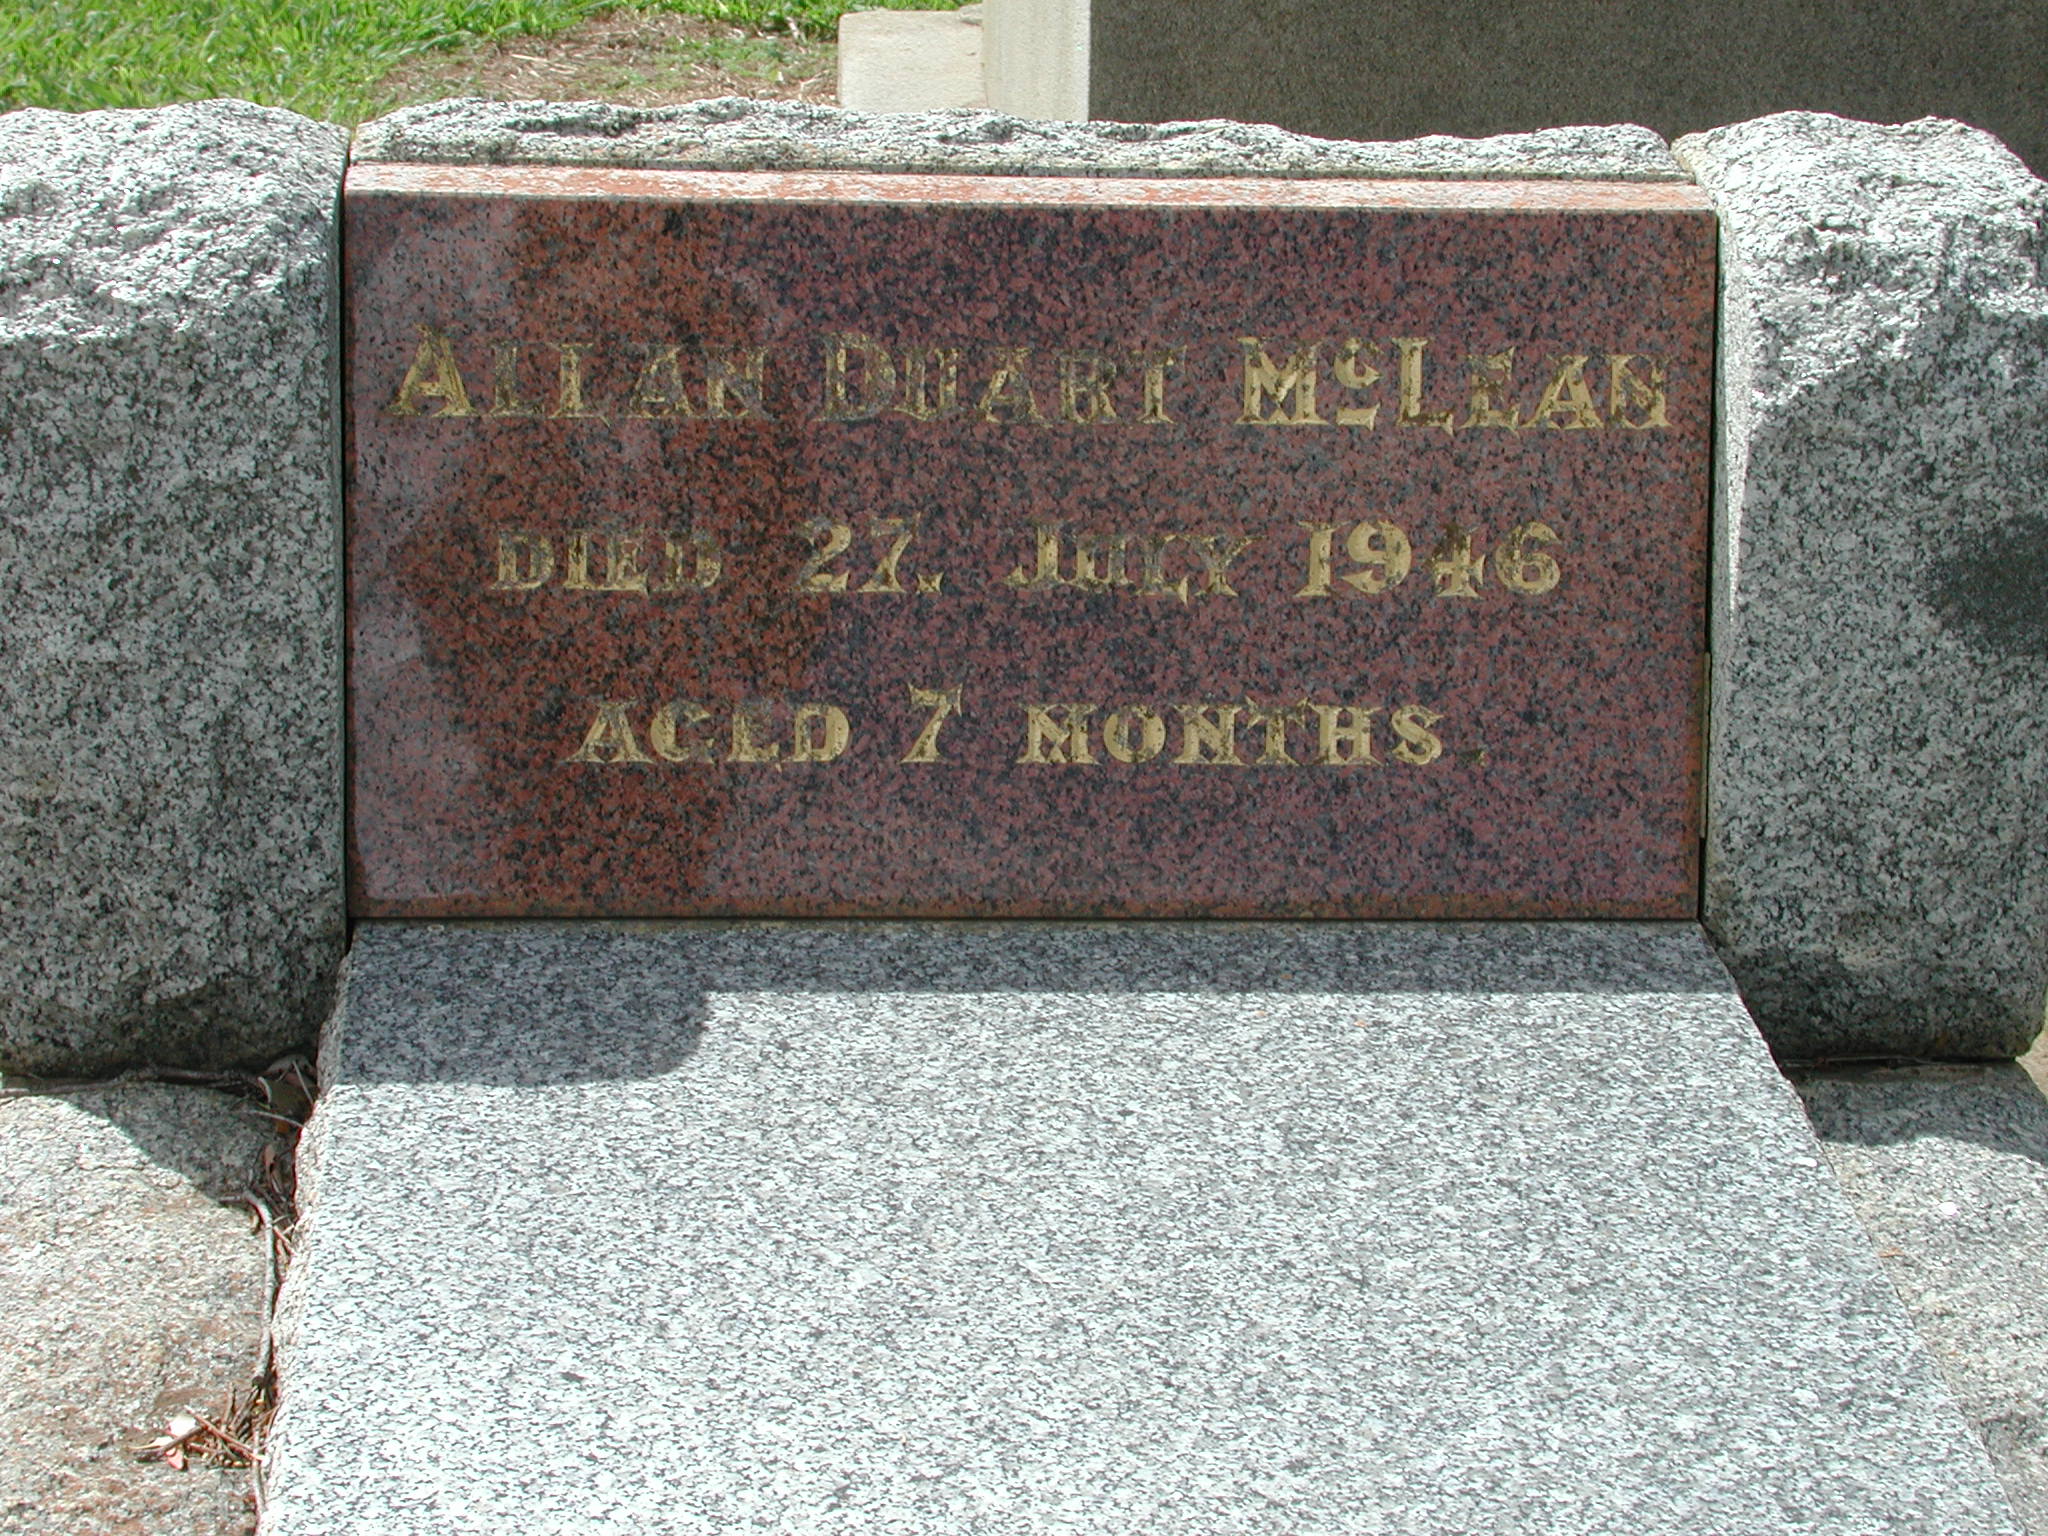 Allan Duart McLean
died 27. July 1946
aged 7 months.